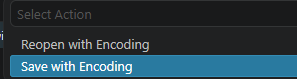 Select Action
Reopen with Encoding
Save with Encoding